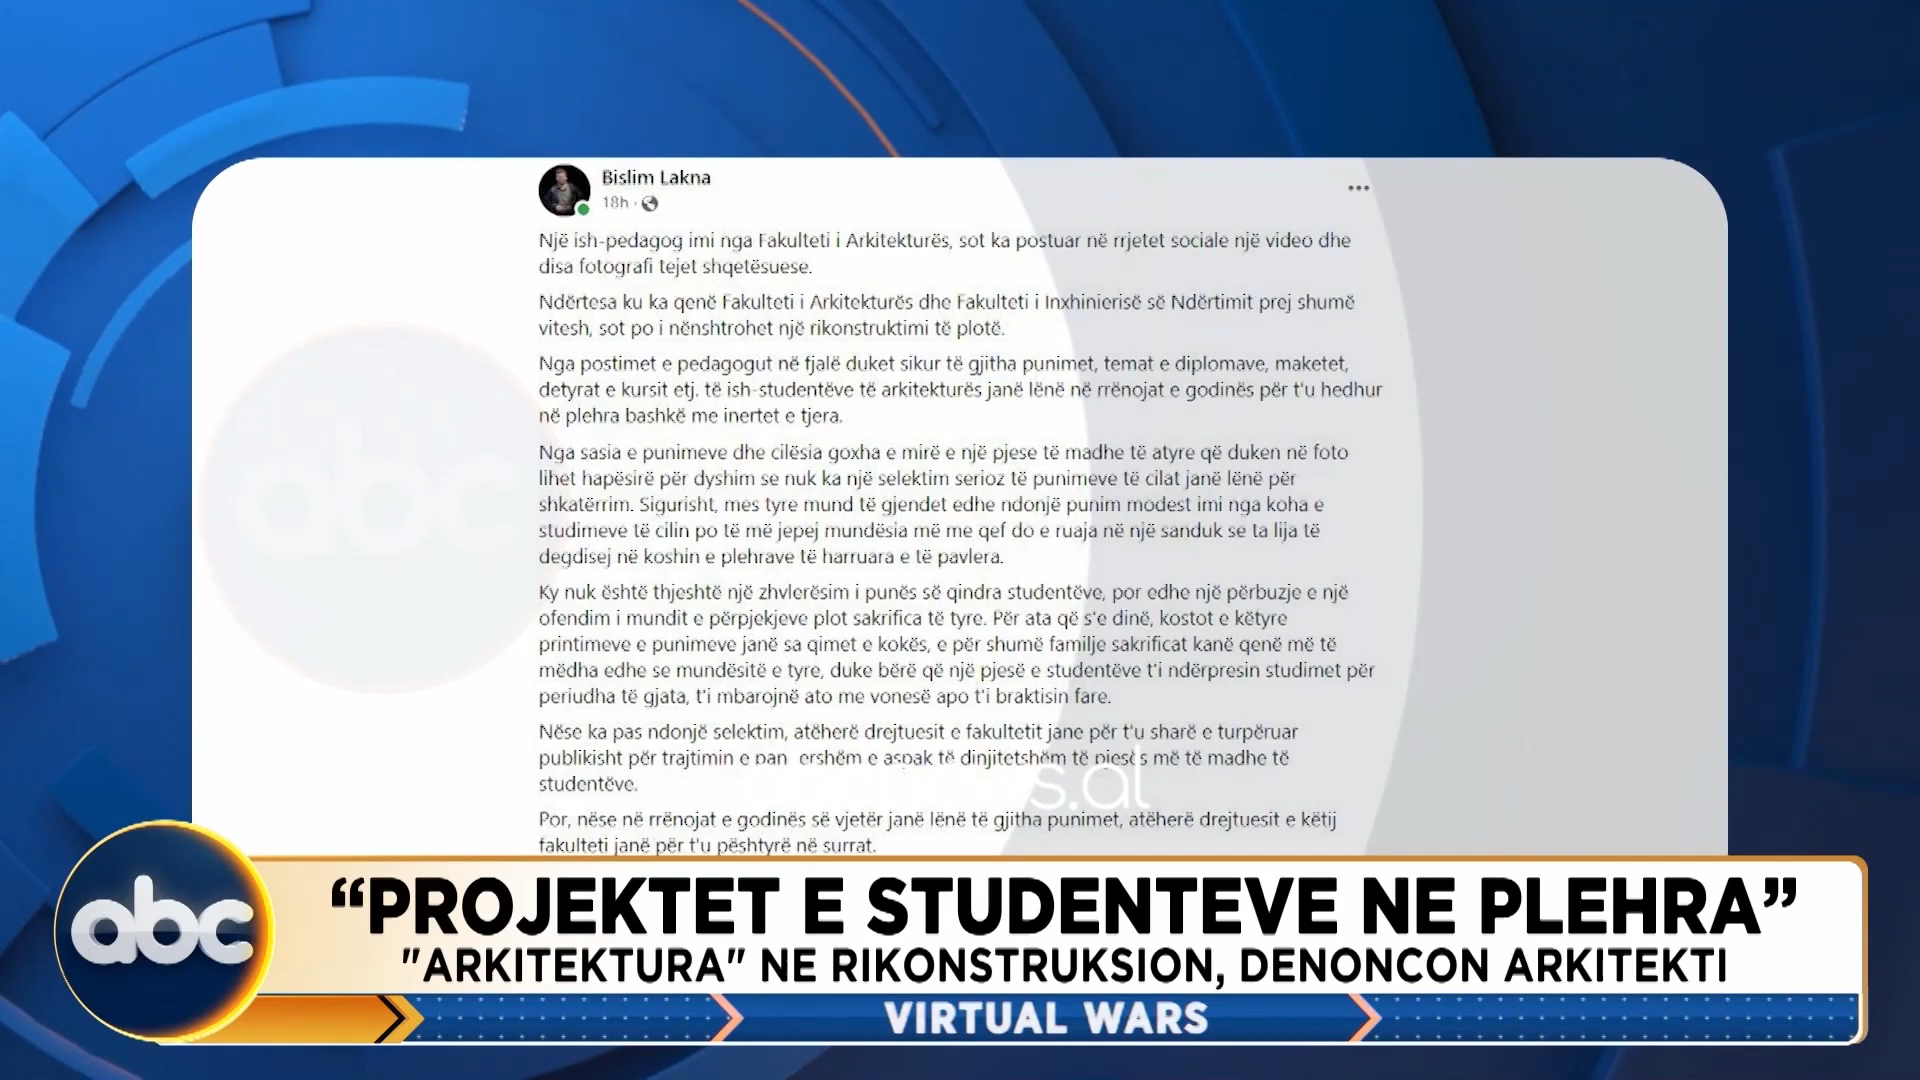 Bislim Lakna
18h
Një ish-pedagog imi nga Fakulteti i Arkitekturës, sot ka postuar në rrjetet sociale një video dhe
disa fotografi tejet shqetësuese.
Ndërtesa ku ka qenë Fakulteti i Arkitekturës dhe Fakulteti i Inxhinierisë së Ndërtimit prej shumë
vitesh, sot po i nënshtrohet një rikonstruktimi të plotë.
Nga postimet e pedagogut në fjalë duket sikur të gjitha punimet, temat e diplomave, maketet,
detyrat e kursit etj. të ish-studentëve të arkitekturës janë lënë në rrënojat e godinës për t'u hedhur
në plehra bashkë me inertet e tjera.
Nga sasia e punimeve dhe cilësia goxha e mirë e një pjese të madhe të atyre që duken në foto
lihet hapësirë për dyshim se nuk ka një selektim serioz të punimeve të cilat janë lënë për
shkatërrim. Sigurisht, mes tyre mund të gjendet edhe ndonjë punim modest imi nga koha e
studimeve të cilin po të më jepej mundësia më me qef do e ruaja në një sanduk se ta lija të
degdisej në koshin e plehrave të harruara e të pavlera.
Ky nuk është thjeshtë një zhvlerësim i punës së qindra studentëve, por edhe një përbuzje e një
ofendim i mundit e përpjekjeve plot sakrifica të tyre. Për ata që s'e dinë, kostot e këtyre
printimeve e punimeve janë sa qimet e kokës, e për shumë familje sakrificat kanë qenë më të
mëdha edhe se mundësitë e tyre, duke bërë që një pjesë e studentëve t'i ndërpresin studimet për
periudha të gjata, t'i mbarojnë ato me vonesë apo t'i braktisin fare.
Nëse ka pas ndonjë selektim, atëherë drejtuesit e fakultetit jane për t'u sharë e turpëruar
publikisht për trajtimin e e aspak të dinjitetshëm të pjesës më të madhe të
studentëve.
s.al
Por, nëse në rrënojat e godinës së vjetër janë lënë të gjitha punimet, atëherë drejtuesit e këtij
fakulteti janë për t'u pështyrë në surrat.
abc
abc
“PROJEKTET E STUDENTEVE NE PLEHRA”
"ARKITEKTURA" NE RIKONSTRUKSION, DENONCON ARKITEKTI
VIRTUAL WARS